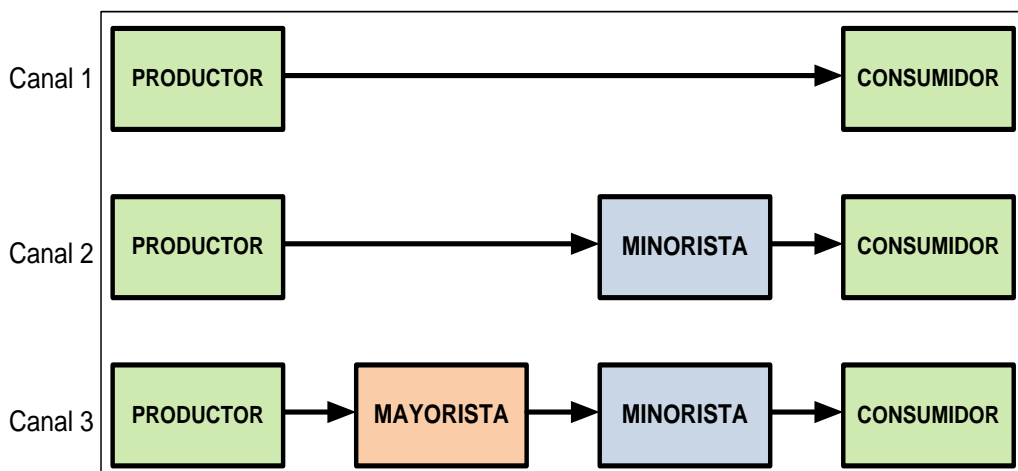 Canal 1
PRODUCTOR
CONSUMIDOR
Canal 2
PRODUCTOR
MINORISTA
CONSUMIDOR
Canal 3
PRODUCTOR
MAYORISTA
MINORISTA
CONSUMIDOR